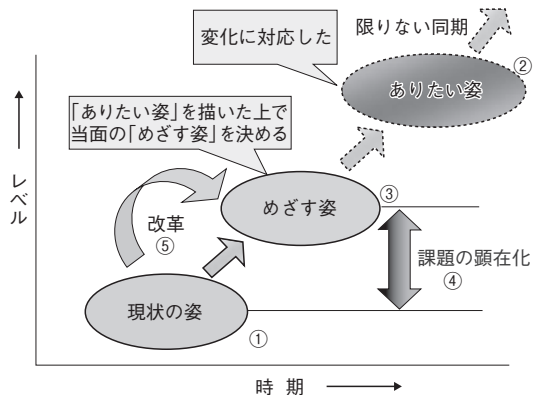 変化に対応した
限りない同期
②
ありたい姿
「ありたい姿」を描いた上で
当面の「めざす姿」を決める
レベル
③
めざす姿
改革
⑤
課題の顕在化
④
現状の姿
①
時 期